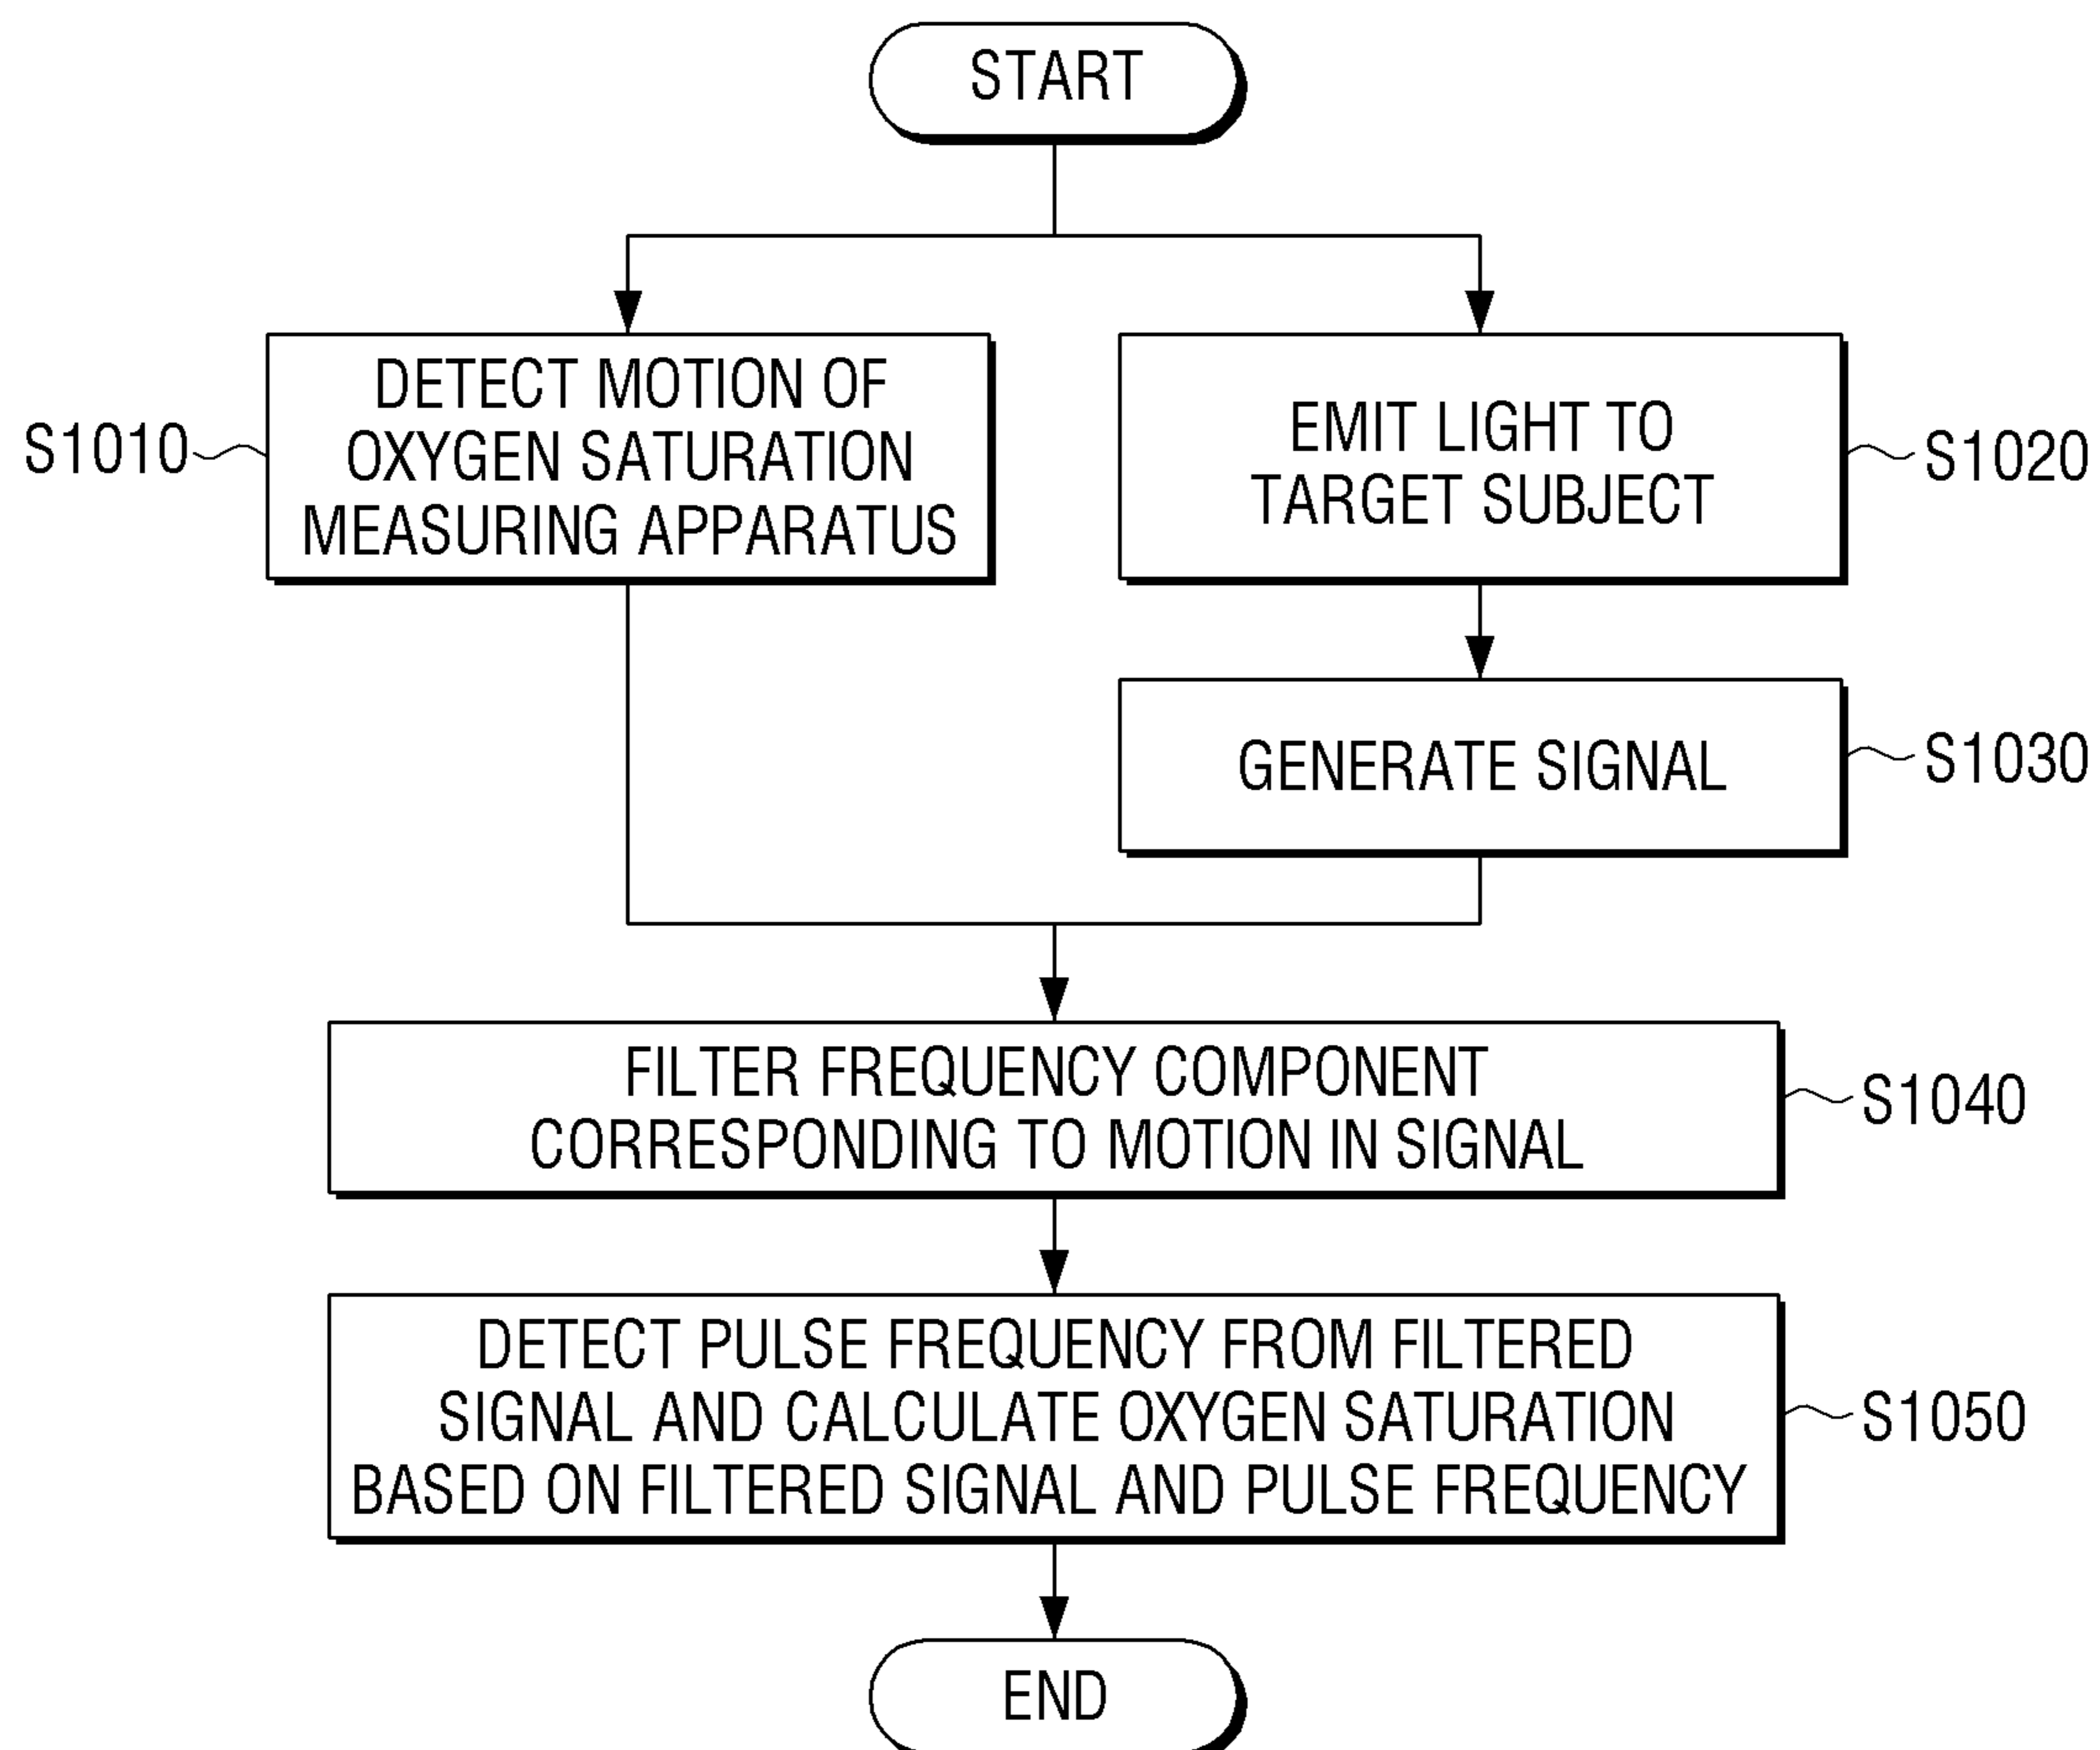 START
DETECT MOTION OF
OXYGEN SATURATION
MEASURING APPARATUS
S1010
EMIT LIGHT TO
TARGET SUBJECT
S1020
GENERATE SIGNAL
S1030
FILTER FREQUENCY COMPONENT
CORRESPONDING TO MOTION IN SIGNAL
S1040
DETECT PULSE FREQUENCY FROM FILTERED
SIGNAL AND CALCULATE OXYGEN SATURATION
BASED ON FILTERED SIGNAL AND PULSE FREQUENCY
S1050
END